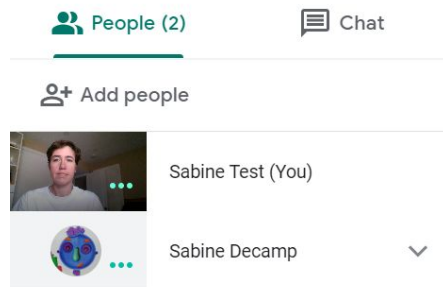 People (2)
Chat
Add people
Sabine Test (You)
Sabine Decamp